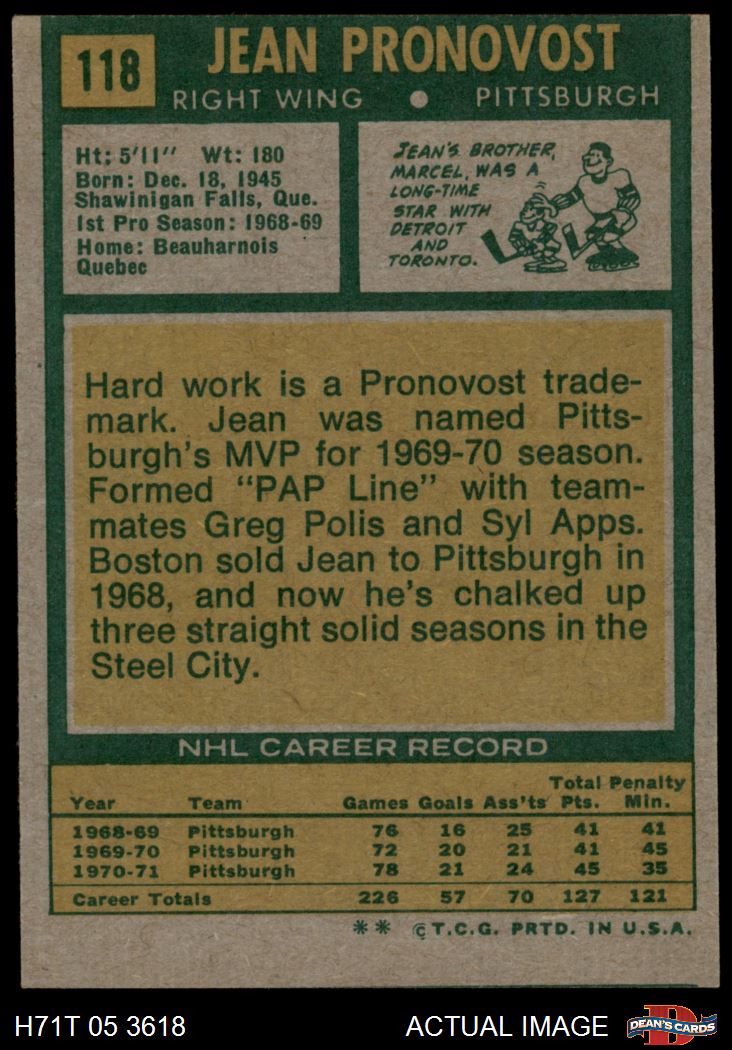 118
JEAN PRONOVOST
RIGHT WING • PITTSBURGH
Ht: 5'11" Wt: 180
Born: Dec. 18, 1945
Shawinigan Falls, Que.
1st Pro Season: 1968-69
Home: Beauharnois
Quebec
JEAN'S BROTHER,
MARCEL, WAS A
LONG-TIME
STAR WITH
DETROIT
AND
TORONTO.
Hard work is a Pronovost trade-
mark. Jean was named Pitts-
burgh's MVP for 1969-70 season.
Formed "PAP Line" with team-
mates Greg Polis and Syl Apps.
Boston sold Jean to Pittsburgh in
1968, and now he's chalked up
three straight solid seasons in the
Steel City.
NHL CAREER RECORD
Total Penalty
Year Team Games Goals Ass'ts Pts. Min.
1968-69 Pittsburgh 76 16 25 41 41
1969-70 Pittsburgh 72 20 21 41 45
1970-71 Pittsburgh 78 21 24 45 35
Career Totals 226 57 70 127 121
** © T.C.G. PRTD. IN U.S.A.
H71T 05 3618 ACTUAL IMAGE D DEAN'S CARDS